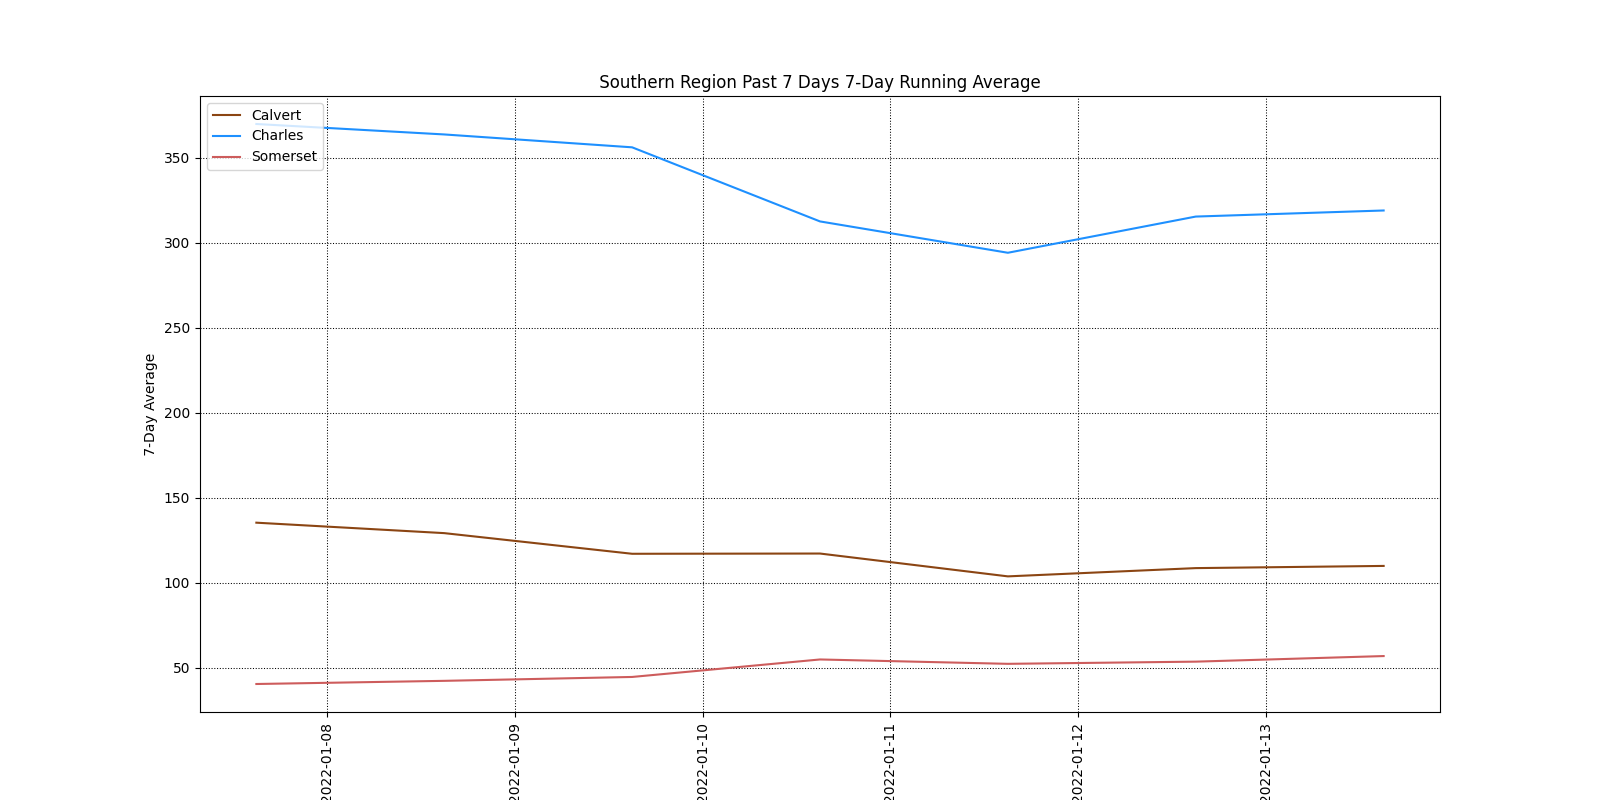 Southern Region Past 7 Days 7-Day Running Average
Calvert
Charles
Somerset
350
300
250
200
150
100
50
7-Day Average
2022-01-08
2022-01-09
2022-01-10
2022-01-11
2022-01-12
2022-01-13